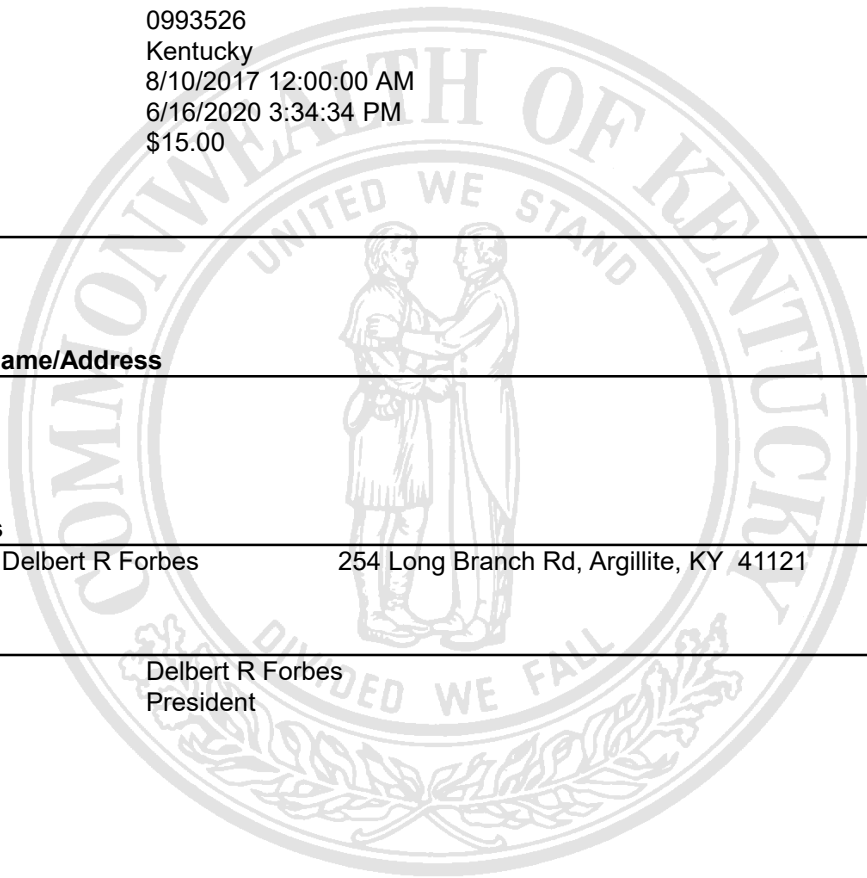 0993526
Kentucky
8/10/2017 12:00:00 AM
6/16/2020 3:34:34 PM
$15.00
COMMONWEALTH OF KENTUCKY
UNITED WE STAND
ame/Address
s
Delbert R Forbes 254 Long Branch Rd, Argillite, KY 41121
DIVIDED WE FALL
Delbert R Forbes
President